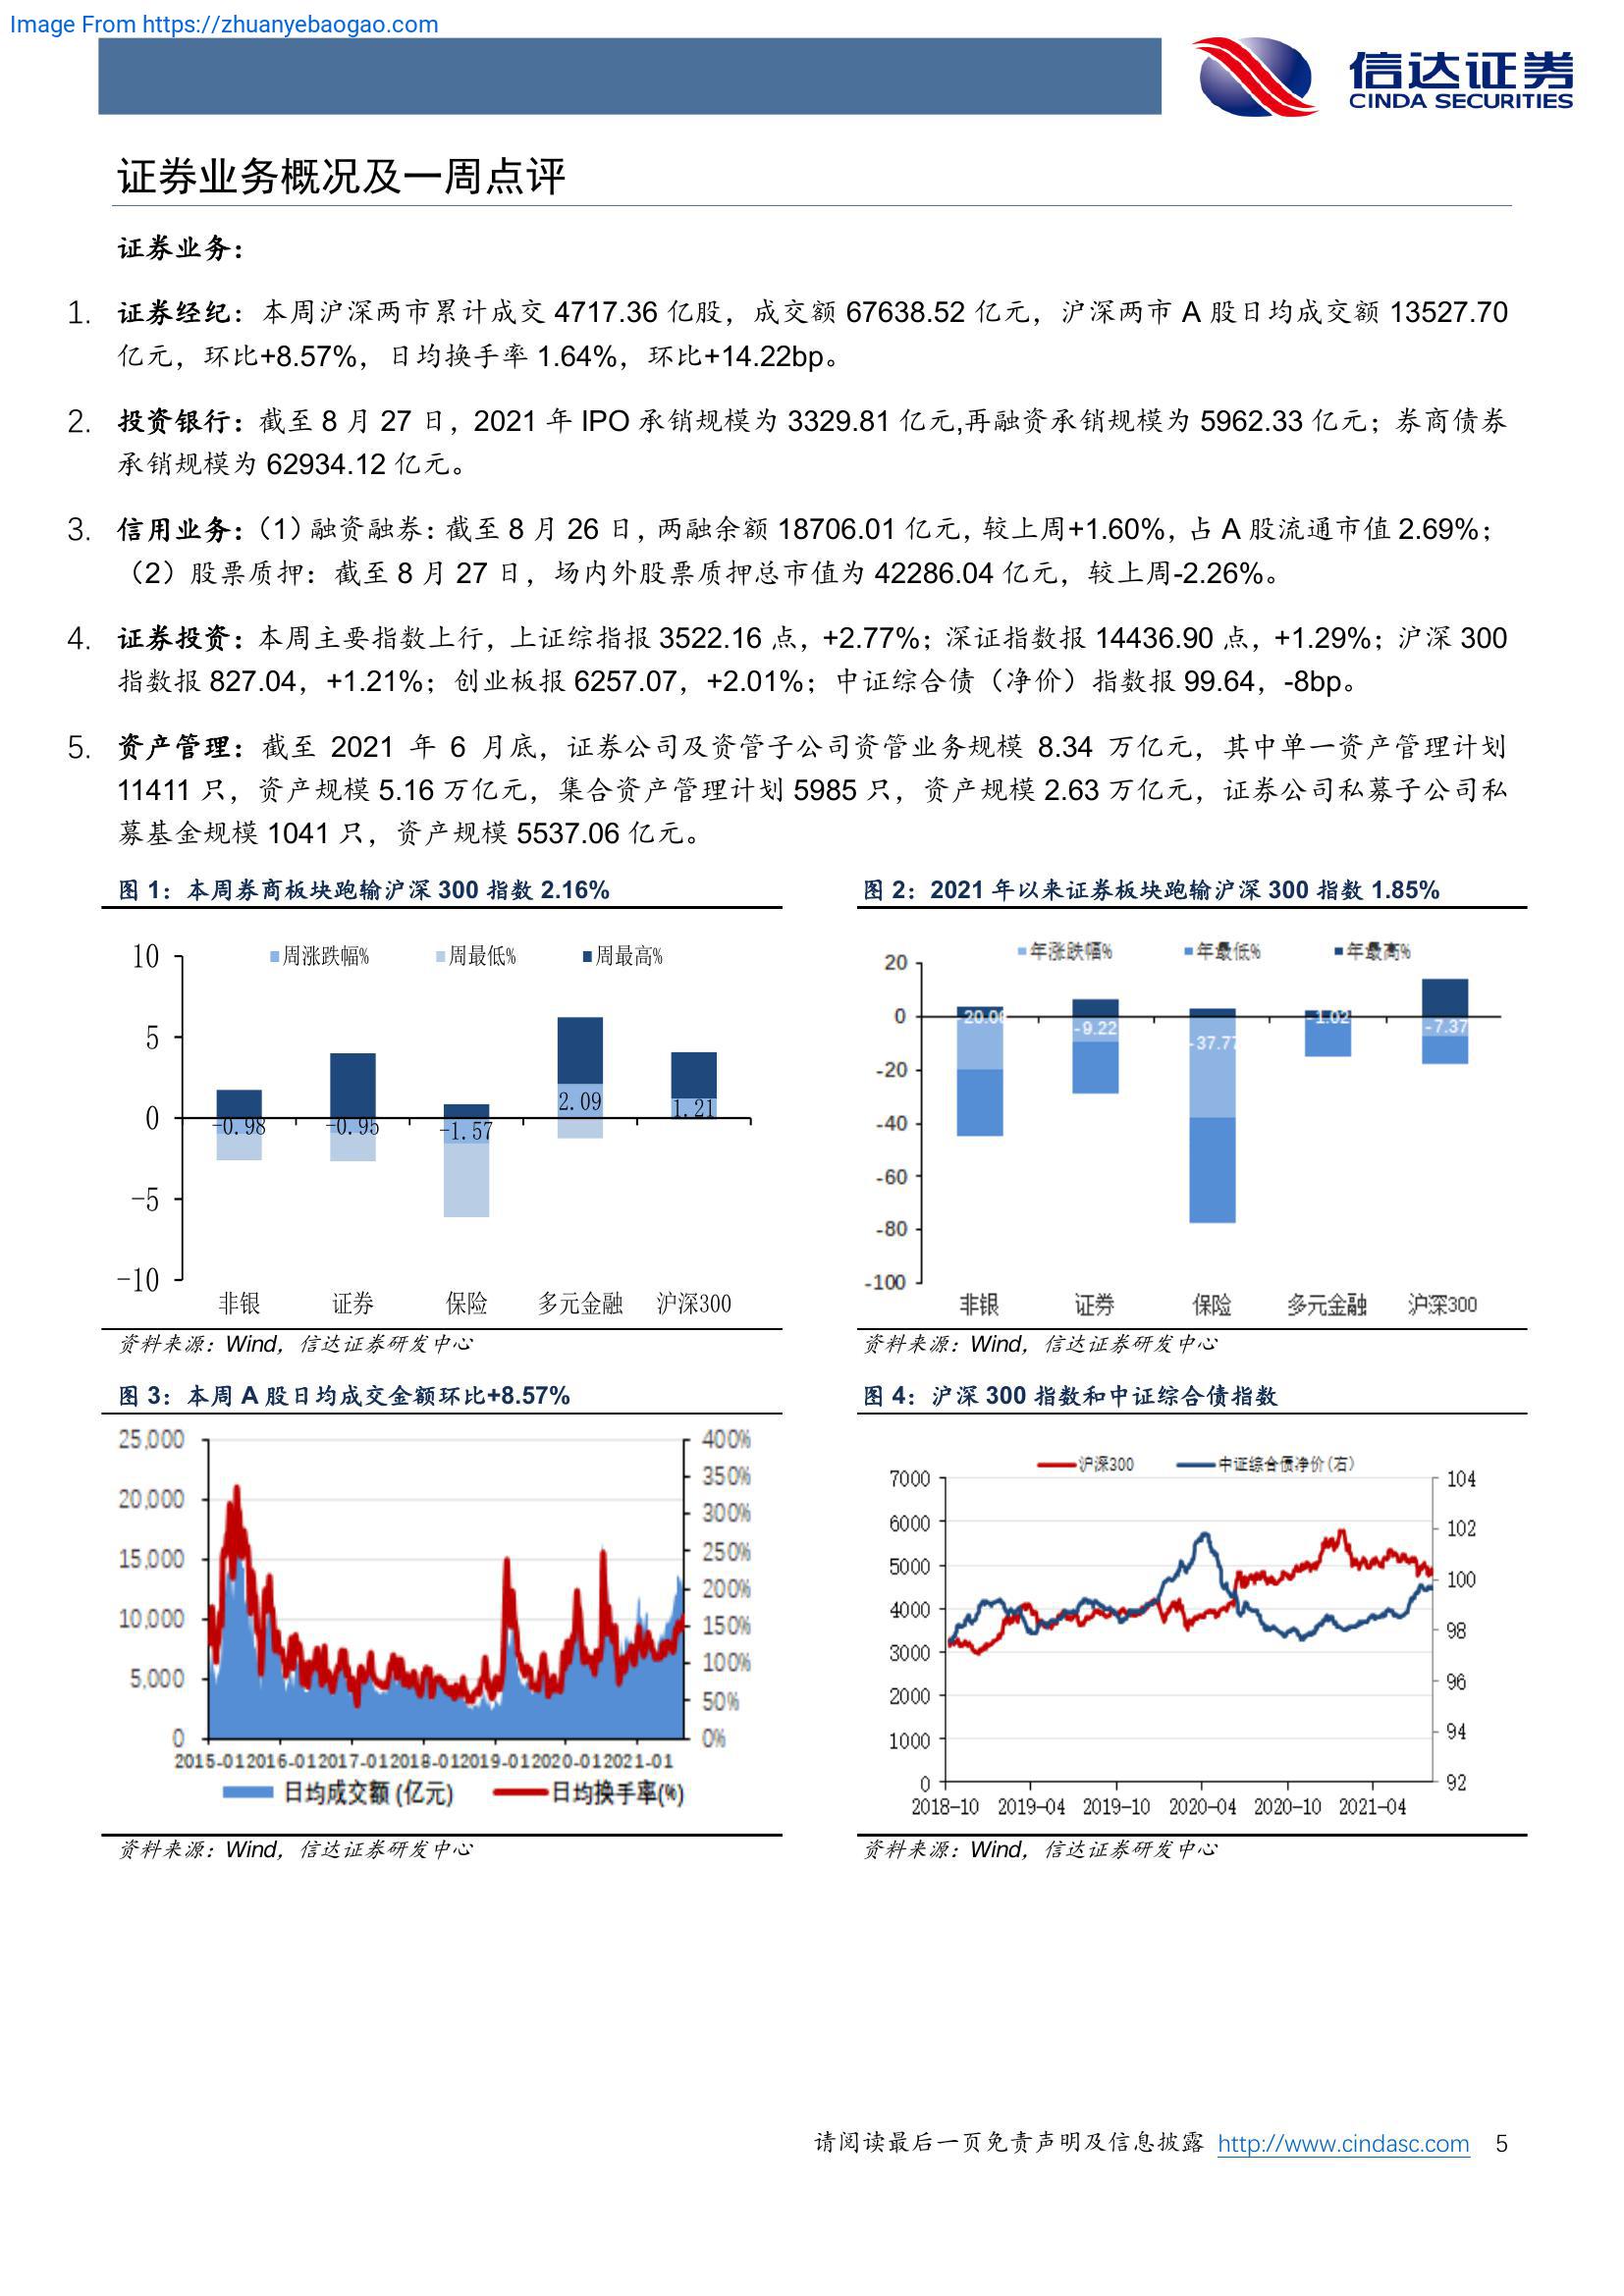 Image From https://zhuanyebaogao.com
信达证券
CINDA SECURITIES
证券业务概况及一周点评
证券业务：
1. 证券经纪：本周沪深两市累计成交 4717.36 亿股，成交额 67638.52 亿元，沪深两市 A 股日均成交额 13527.70
亿元，环比+8.57%，日均换手率 1.64%，环比+14.22bp。
2. 投资银行：截至 8 月 27 日，2021 年 IPO 承销规模为 3329.81 亿元,再融资承销规模为 5962.33 亿元；券商债券
承销规模为 62934.12 亿元。
3. 信用业务：（1）融资融券：截至 8 月 26 日，两融余额 18706.01 亿元，较上周+1.60%，占 A 股流通市值 2.69%；
（2）股票质押：截至 8 月 27 日，场内外股票质押总市值为 42286.04 亿元，较上周-2.26%。
4. 证券投资：本周主要指数上行，上证综指报 3522.16 点，+2.77%；深证指数报 14436.90 点，+1.29%；沪深 300
指数报 827.04，+1.21%；创业板报 6257.07，+2.01%；中证综合债（净价）指数报 99.64，-8bp。
5. 资产管理：截至 2021 年 6 月底，证券公司及资管子公司资管业务规模 8.34 万亿元，其中单一资产管理计划
11411 只，资产规模 5.16 万亿元，集合资产管理计划 5985 只，资产规模 2.63 万亿元，证券公司私募子公司私
募基金规模 1041 只，资产规模 5537.06 亿元。
图 1：本周券商板块跑输沪深 300 指数 2.16%
周涨跌幅% 周最低% 周最高%
10
5
0
-5
-10
-0.98 -0.95 -1.57 2.09 1.21
非银 证券 保险 多元金融 沪深300
资料来源：Wind，信达证券研发中心
图 2：2021 年以来证券板块跑输沪深 300 指数 1.85%
年涨跌幅% 年最低% 年最高%
20
0
-20
-40
-60
-80
-100
-20.06 -9.22 -37.77 -1.02 -7.37
非银 证券 保险 多元金融 沪深300
资料来源：Wind，信达证券研发中心
图 3：本周 A 股日均成交金额环比+8.57%
25,000 400%
350%
20,000 300%
15,000 250%
200%
10,000 150%
5,000 100%
50%
0 0%
2015-01 2016-01 2017-01 2018-01 2019-01 2020-01 2021-01
日均成交额 (亿元) 日均换手率(%)
资料来源：Wind，信达证券研发中心
图 4：沪深 300 指数和中证综合债指数
沪深300 中证综合债净价(右)
7000 104
6000 102
5000 100
4000 98
3000 96
2000 94
1000
0 92
2018-10 2019-04 2019-10 2020-04 2020-10 2021-04
资料来源：Wind，信达证券研发中心
请阅读最后一页免责声明及信息披露 http://www.cindasc.com 5